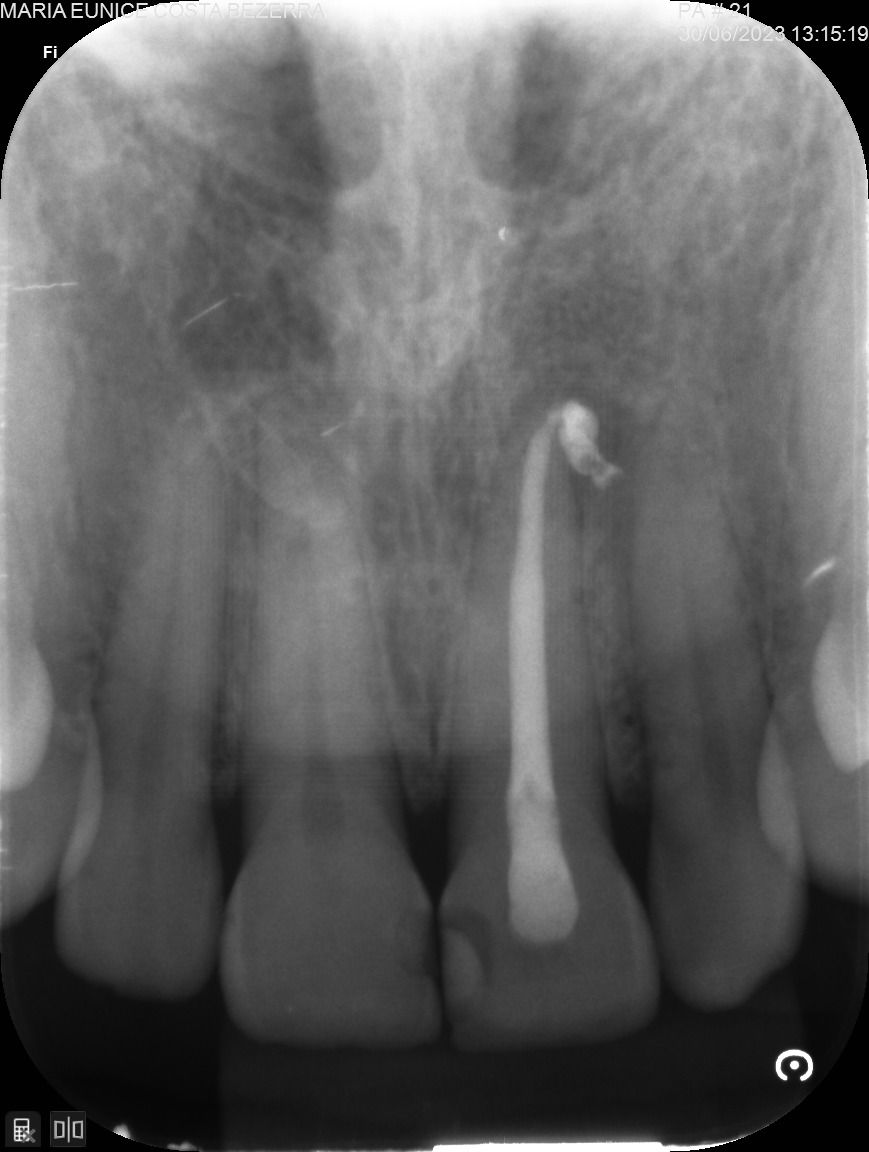 MARIA EUNICE COSTA BEZERRA
PA # 21
30/06/2023 13:15:19
Fi